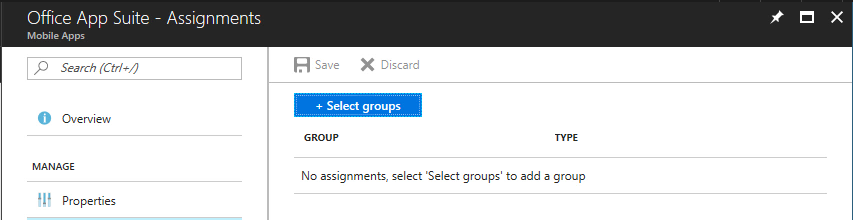 Office App Suite - Assignments
Mobile Apps
Search (Ctrl+/)
Save Discard
+ Select groups
Overview
GROUP TYPE
MANAGE
No assignments, select 'Select groups' to add a group
Properties